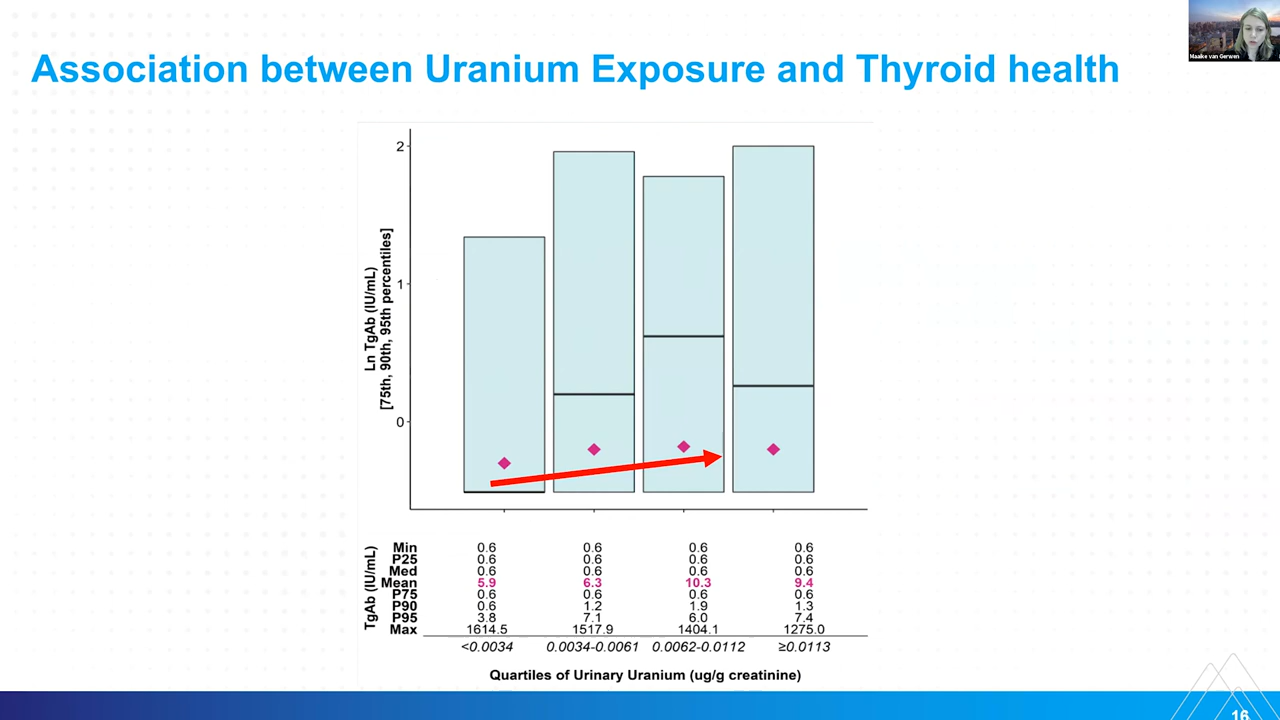 Maaike van Gerwen
Association between Uranium Exposure and Thyroid health
Ln TgAb (IU/mL)
[75th, 90th, 95th percentiles]
2
1
0
TgAb (IU/mL)
Min 0.6 0.6 0.6 0.6
P25 0.6 0.6 0.6 0.6
Med 0.6 0.6 0.6 0.6
Mean 5.9 6.3 10.3 9.4
P75 0.6 0.6 0.6 0.6
P90 0.6 1.2 1.9 1.3
P95 3.8 7.1 6.0 7.4
Max 1614.5 1517.9 1404.1 1275.0
<0.0034 0.0034-0.0061 0.0062-0.0112 ≥0.0113
Quartiles of Urinary Uranium (ug/g creatinine)
16